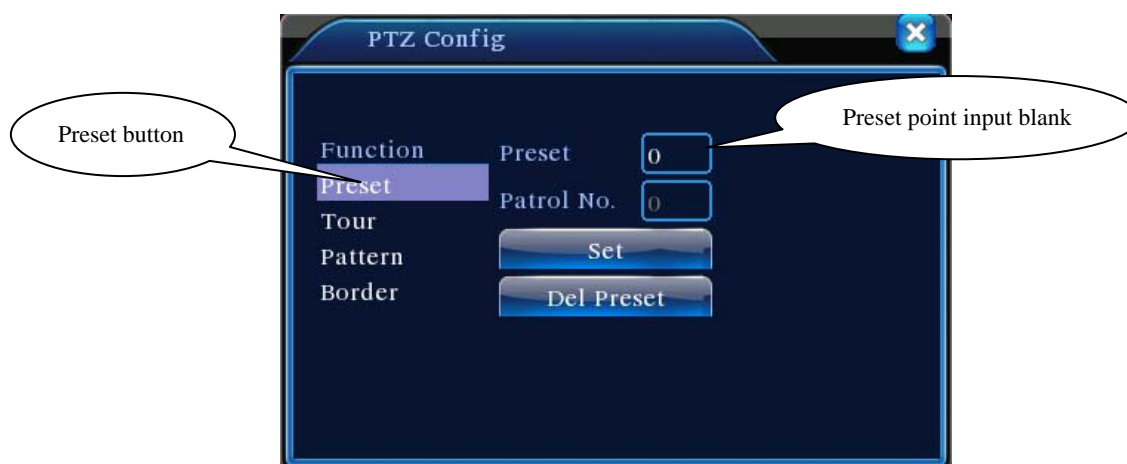 PTZ Config
Preset button
Preset point input blank
Function
Preset
Tour
Pattern
Border
Preset 0
Patrol No. 0
Set
Del Preset